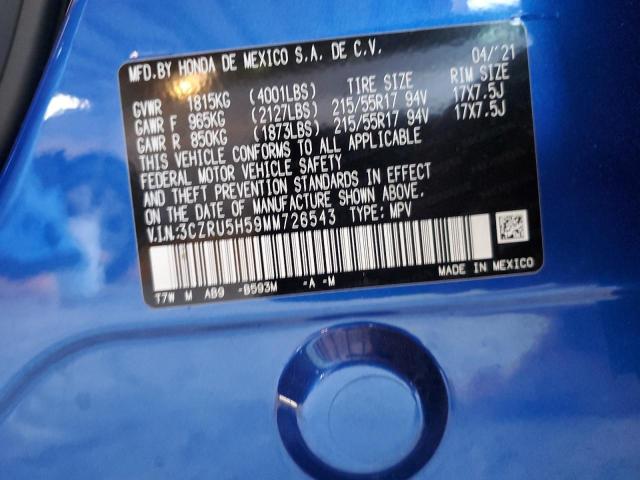 MFD.BY HONDA DE MEXICO S.A. DE C.V. 04/'21
TIRE SIZE RIM SIZE
GVWR 1815KG (4001LBS)
GAWR F 965KG (2127LBS) 215/55R17 94V 17X7.5J
GAWR R 850KG (1873LBS) 215/55R17 94V 17X7.5J
THIS VEHICLE CONFORMS TO ALL APPLICABLE
FEDERAL MOTOR VEHICLE SAFETY
AND THEFT PREVENTION STANDARDS IN EFFECT
ON THE DATE OF MANUFACTURE SHOWN ABOVE.
V.I.N:3CZRU5H59MM726543 TYPE: MPV
T7W M AB9 -B593M -A -M MADE IN MEXICO